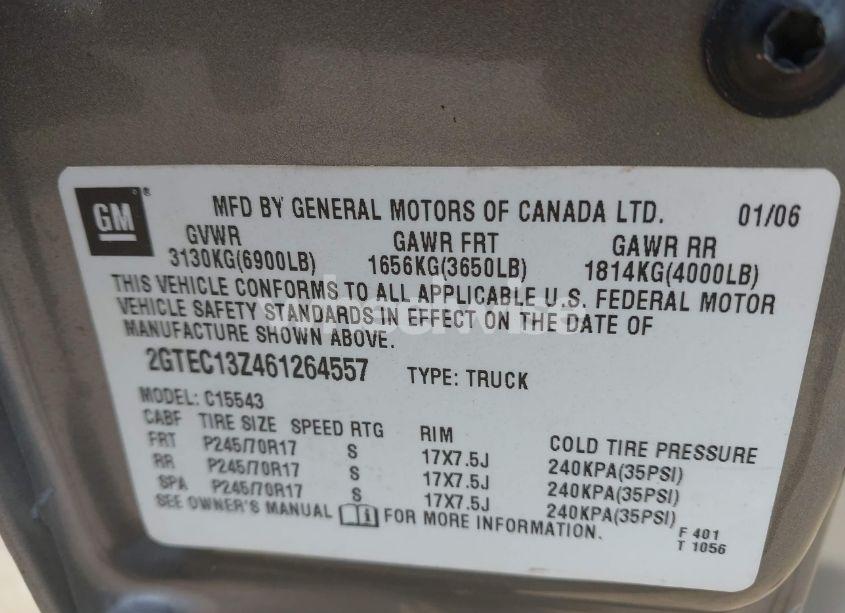 GM ®
MFD BY GENERAL MOTORS OF CANADA LTD. 01/06
GVWR GAWR FRT GAWR RR
3130KG(6900LB) 1656KG(3650LB) 1814KG(4000LB)
THIS VEHICLE CONFORMS TO ALL APPLICABLE U.S. FEDERAL MOTOR
VEHICLE SAFETY STANDARDS IN EFFECT ON THE DATE OF
MANUFACTURE SHOWN ABOVE.
2GTEC13Z461264557 TYPE: TRUCK
MODEL: C15543
CABF TIRE SIZE SPEED RTG RIM COLD TIRE PRESSURE
FRT P245/70R17 S 17X7.5J 240KPA(35PSI)
RR P245/70R17 S 17X7.5J 240KPA(35PSI)
SPA P245/70R17 S 17X7.5J 240KPA(35PSI)
SEE OWNER'S MANUAL FOR MORE INFORMATION.
F 401
T 1056